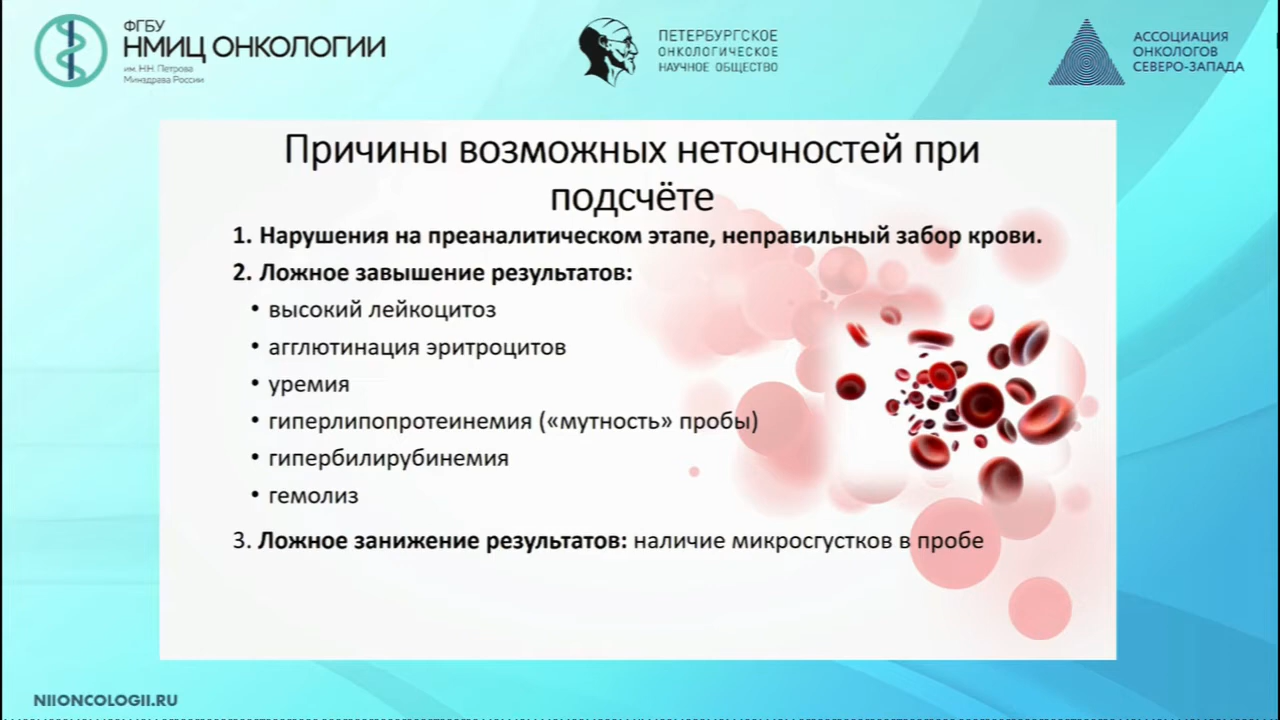 ФГБУ
НМИЦ ОНКОЛОГИИ
им. Н.Н. Петрова
Минздрава России
ПЕТЕРБУРГСКОЕ
ОНКОЛОГИЧЕСКОЕ
НАУЧНОЕ ОБЩЕСТВО
АССОЦИАЦИЯ
ОНКОЛОГОВ
СЕВЕРО-ЗАПАДА
Причины возможных неточностей при
подсчёте
1. Нарушения на преаналитическом этапе, неправильный забор крови.
2. Ложное завышение результатов:
• высокий лейкоцитоз
• агглютинация эритроцитов
• уремия
• гиперлипопротеинемия («мутность» пробы)
• гипербилирубинемия
• гемолиз
3. Ложное занижение результатов: наличие микросгустков в пробе
NIIONCOLOGII.RU